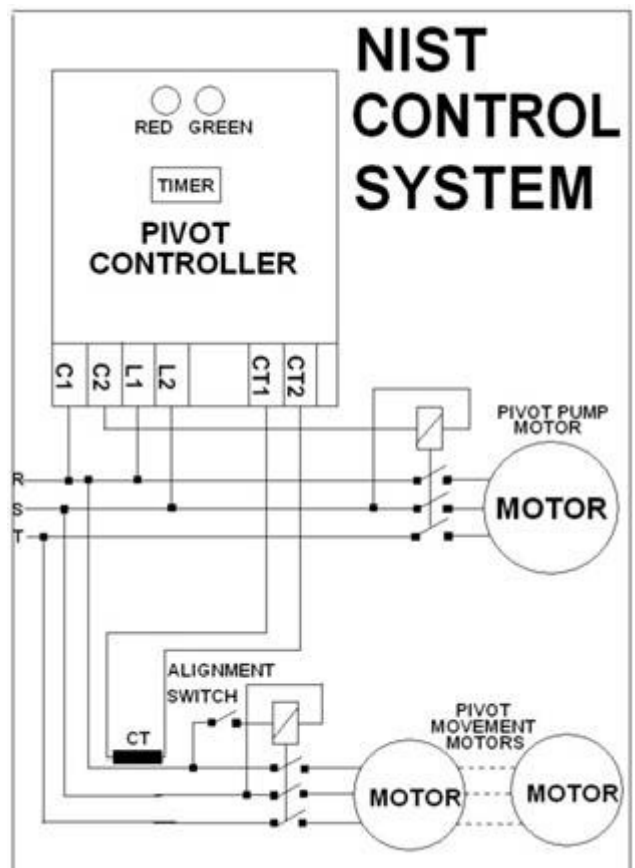 NIST
CONTROL
SYSTEM
RED GREEN
TIMER
PIVOT
CONTROLLER
C1 C2 L1 L2 CT1 CT2
PIVOT PUMP
MOTOR
MOTOR
R
S
T
ALIGNMENT
SWITCH
CT
PIVOT
MOVEMENT
MOTORS
MOTOR MOTOR